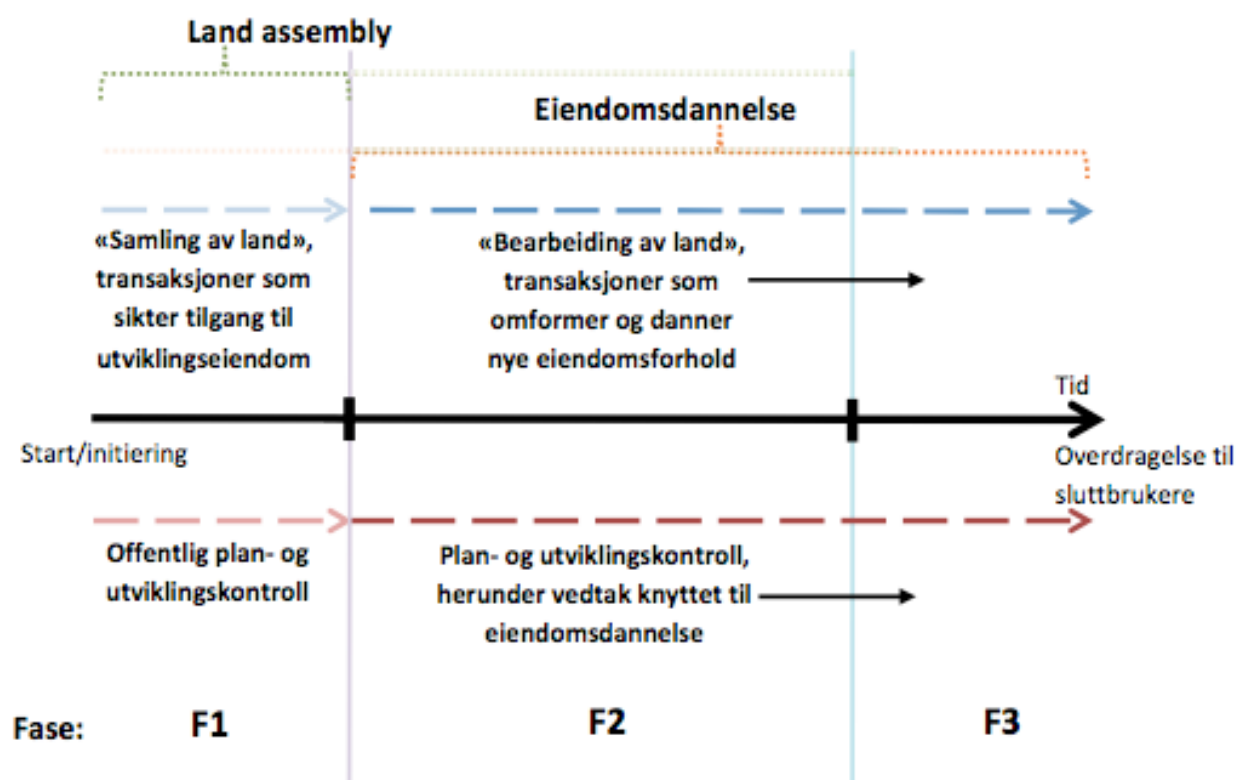 Land assembly
Eiendomsdannelse
«Samling av land»,
transaksjoner som
sikter tilgang til
utviklingseiendom
«Bearbeiding av land»,
transaksjoner som
omformer og danner
nye eiendomsforhold
Tid
Start/initiering
Overdragelse til
sluttbrukere
Offentlig plan- og
utviklingskontroll
Plan- og utviklingskontroll,
herunder vedtak knyttet til
eiendomsdannelse
Fase:
F1
F2
F3